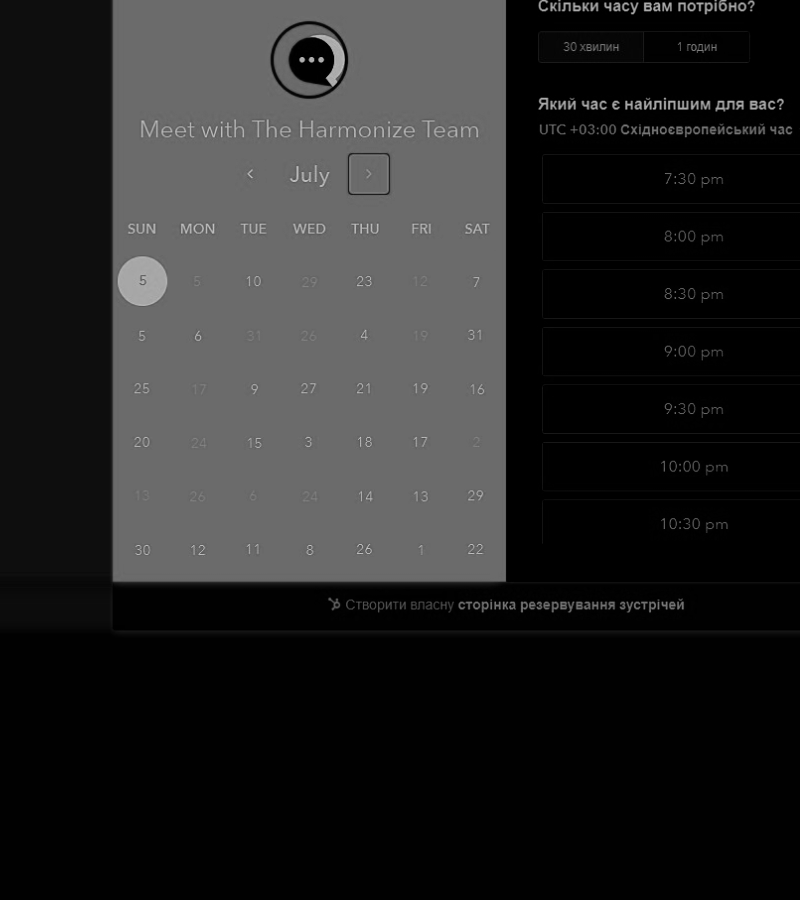 Meet with The Harmonize Team
July
SUN MON TUE WED THU FRI SAT
5 5 10 29 23 12 7
5 6 31 26 4 19 31
25 17 9 27 21 19 16
20 24 15 3 18 17 2
13 26 6 24 14 13 29
30 12 11 8 26 1 22
Скільки часу вам потрібно?
30 хвилин 1 годин
Який час є найліпшим для вас?
UTC +03:00 Східноєвропейський час
7:30 pm
8:00 pm
8:30 pm
9:00 pm
9:30 pm
10:00 pm
10:30 pm
Створити власну сторінка резервування зустрічей